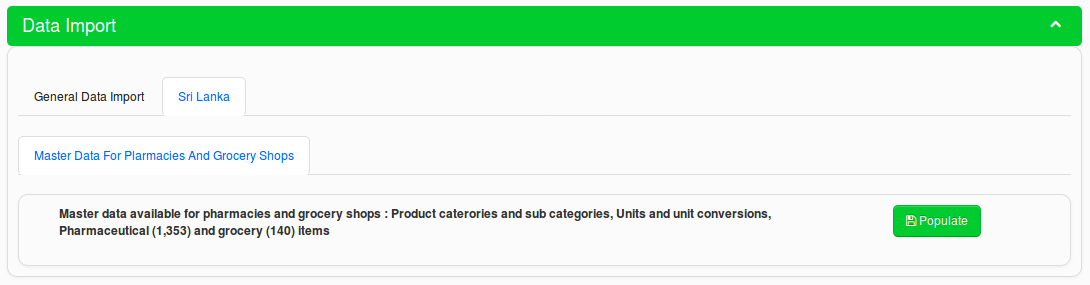 Data Import
General Data Import
Sri Lanka
Master Data For Plarmacies And Grocery Shops
Master data available for pharmacies and grocery shops : Product caterories and sub categories, Units and unit conversions,
Pharmaceutical (1,353) and grocery (140) items
Populate